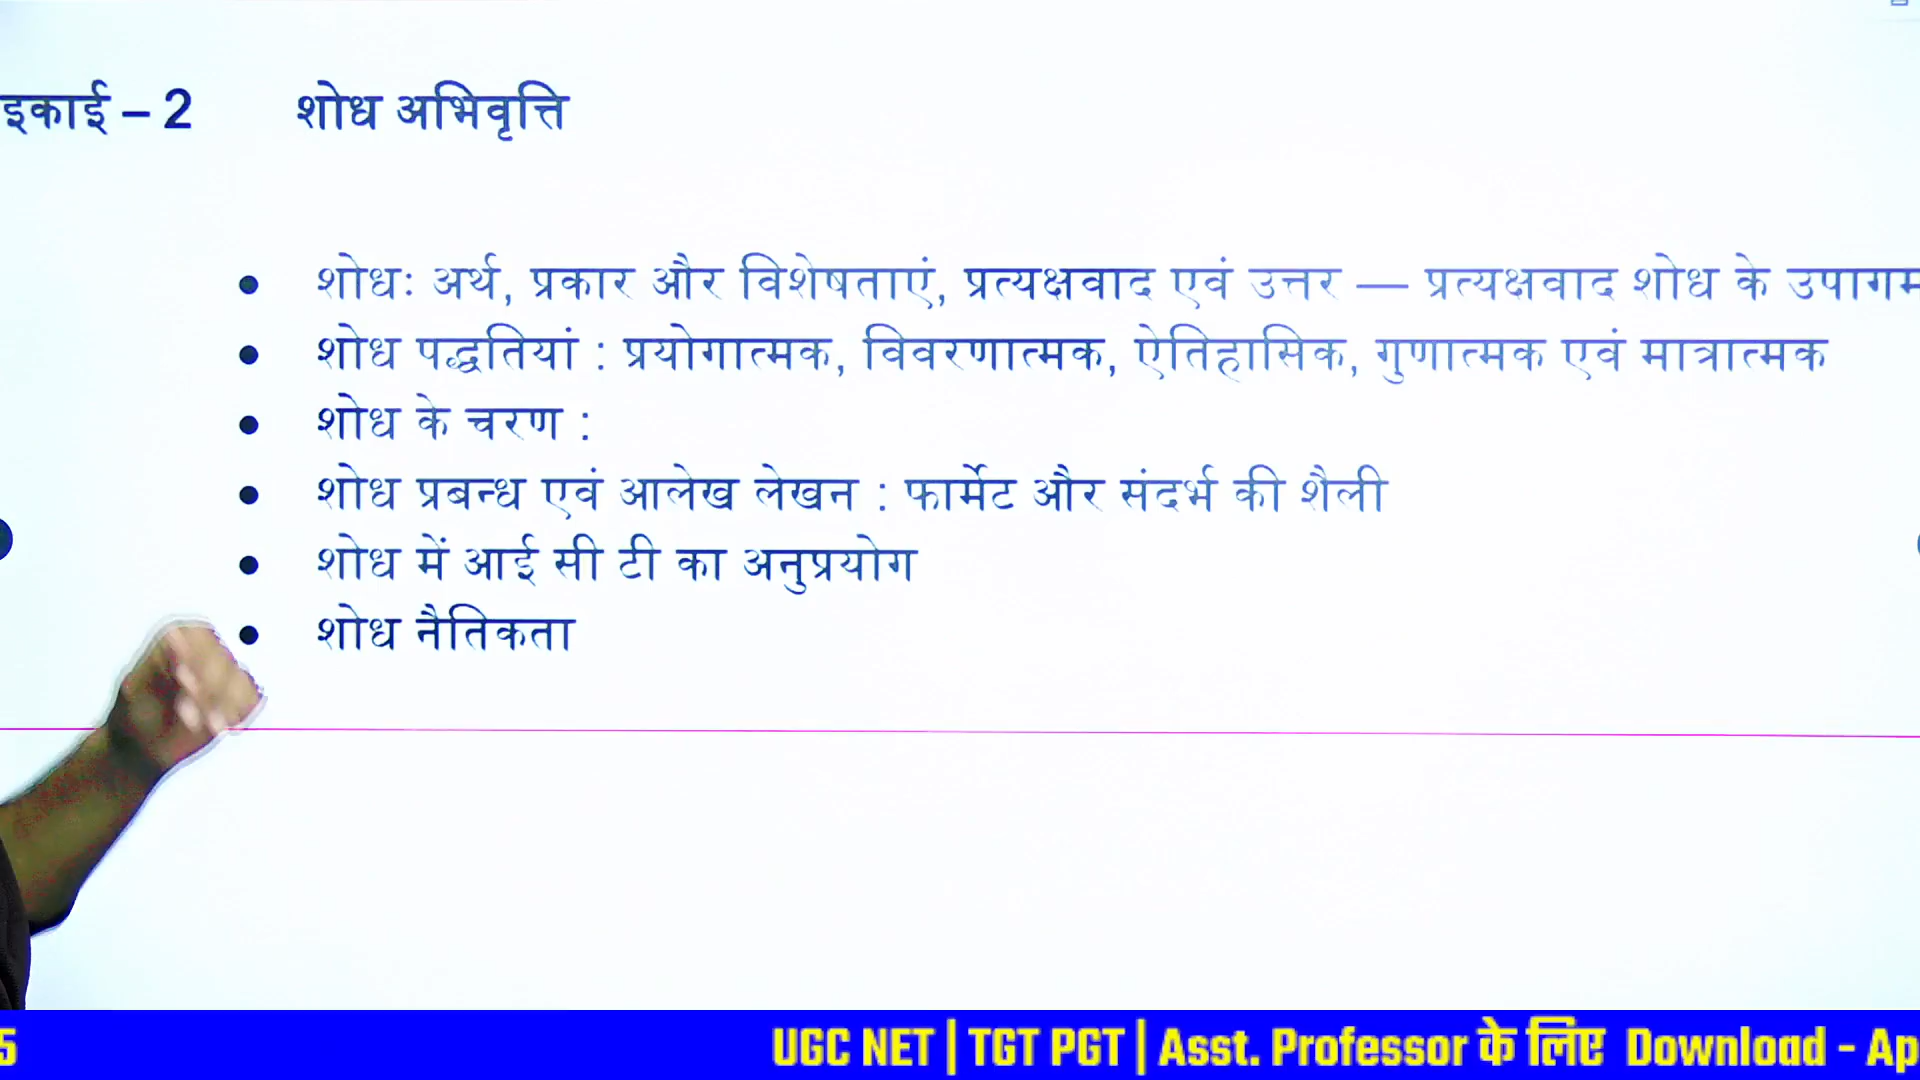 इकाई – 2 शोध अभिवृत्ति
• शोधः अर्थ, प्रकार और विशेषताएं, प्रत्यक्षवाद एवं उत्तर — प्रत्यक्षवाद शोध के उपागम
• शोध पद्धतियां : प्रयोगात्मक, विवरणात्मक, ऐतिहासिक, गुणात्मक एवं मात्रात्मक
• शोध के चरण :
• शोध प्रबन्ध एवं आलेख लेखन : फार्मेट और संदर्भ की शैली
• शोध में आई सी टी का अनुप्रयोग
• शोध नैतिकता
5 UGC NET | TGT PGT | Asst. Professor के लिए Download - Ap